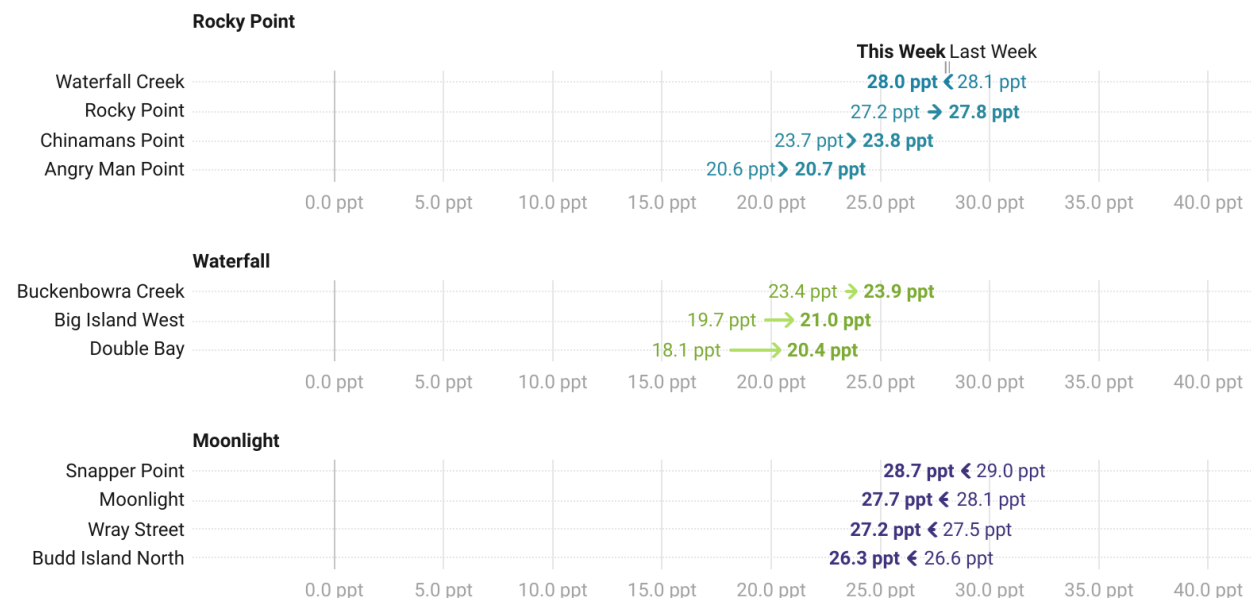 Rocky Point
This Week Last Week
Waterfall Creek 28.0 ppt 28.1 ppt
Rocky Point 27.2 ppt 27.8 ppt
Chinamans Point 23.7 ppt 23.8 ppt
Angry Man Point 20.6 ppt 20.7 ppt
0.0 ppt 5.0 ppt 10.0 ppt 15.0 ppt 20.0 ppt 25.0 ppt 30.0 ppt 35.0 ppt 40.0 ppt
Waterfall
Buckenbowra Creek 23.4 ppt 23.9 ppt
Big Island West 19.7 ppt 21.0 ppt
Double Bay 18.1 ppt 20.4 ppt
0.0 ppt 5.0 ppt 10.0 ppt 15.0 ppt 20.0 ppt 25.0 ppt 30.0 ppt 35.0 ppt 40.0 ppt
Moonlight
Snapper Point 28.7 ppt 29.0 ppt
Moonlight 27.7 ppt 28.1 ppt
Wray Street 27.2 ppt 27.5 ppt
Budd Island North 26.3 ppt 26.6 ppt
0.0 ppt 5.0 ppt 10.0 ppt 15.0 ppt 20.0 ppt 25.0 ppt 30.0 ppt 35.0 ppt 40.0 ppt